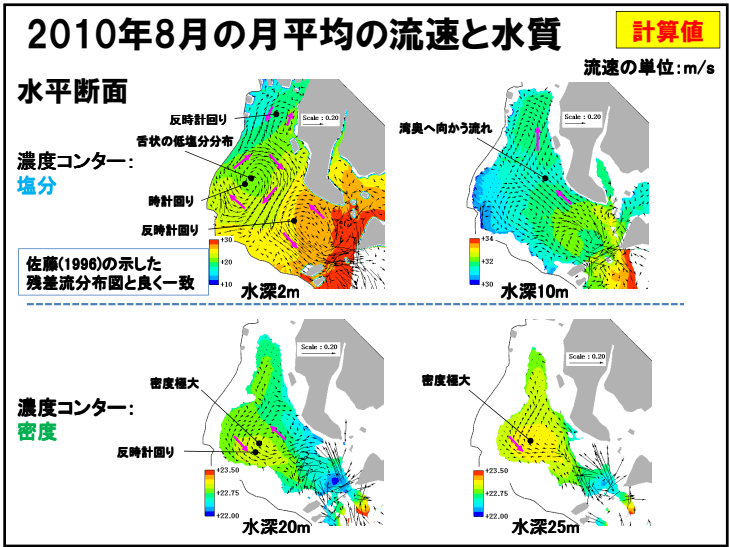 2010年8月の月平均の流速と水質
計算値
流速の単位:m/s
水平断面
濃度コンター:
塩分
反時計回り
舌状の低塩分分布
時計回り
反時計回り
Scale : 0.20
+30
+20
+10
水深2m
佐藤(1996)の示した
残差流分布図と良く一致
湾奥へ向かう流れ
Scale : 0.20
+34
+32
+30
水深10m
濃度コンター:
密度
密度極大
反時計回り
Scale : 0.20
+23.50
+22.75
+22.00
水深20m
密度極大
Scale : 0.20
+23.50
+22.75
+22.00
水深25m